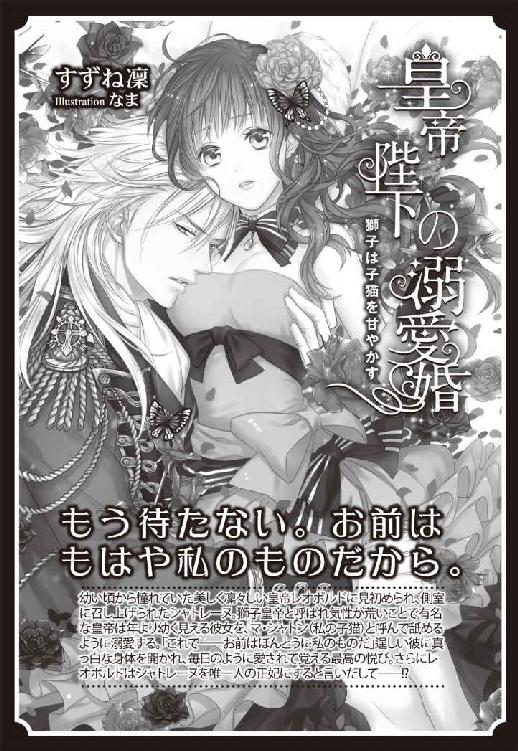 すずね凜
Illustration なま
皇帝陛下の溺愛婚
獅子は子猫を甘やかす
もう待たない。お前は
もはや私のものだから。
幼い頃から憧れていた美しく凜々しい皇帝レオポルドに見初められ、側室
に召し上げられたシャトレーヌ。獅子皇帝と呼ばれ気性が荒いことで有名
な皇帝は年より幼く見える彼女を、マ・シャトン(私の子猫)と呼んで舐める
ように溺愛する。「これで――お前はほんとうに私のものだ」逞しい彼に真
っ白な身体を開かれ、毎日のように愛されて覚える最高の悦び。さらにレ
オポルドはシャトレーヌを唯一人の正妃にすると言いだして――!?